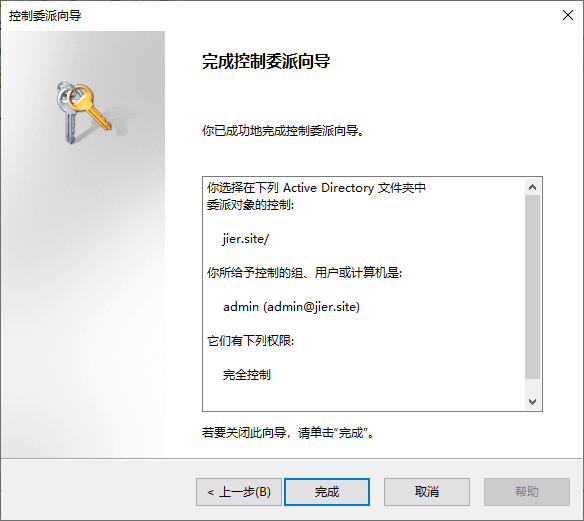 控制委派向导
完成控制委派向导
你已成功地完成控制委派向导。
你选择在下列 Active Directory 文件夹中
委派对象的控制:
jier.site/
你所给予控制的组、用户或计算机是:
admin (admin@jier.site)
它们有下列权限:
完全控制
若要关闭此向导，请单击“完成”。
< 上一步(B)
完成
取消
帮助